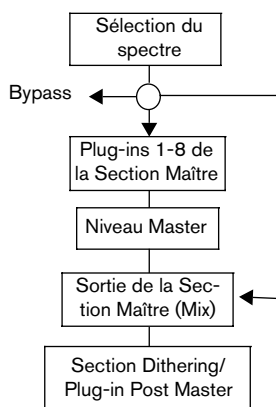 Sélection du
spectre
Bypass
Plug-ins 1-8 de
la Section Maître
Niveau Master
Sortie de la Sec-
tion Maître (Mix)
Section Dithering/
Plug-in Post Master